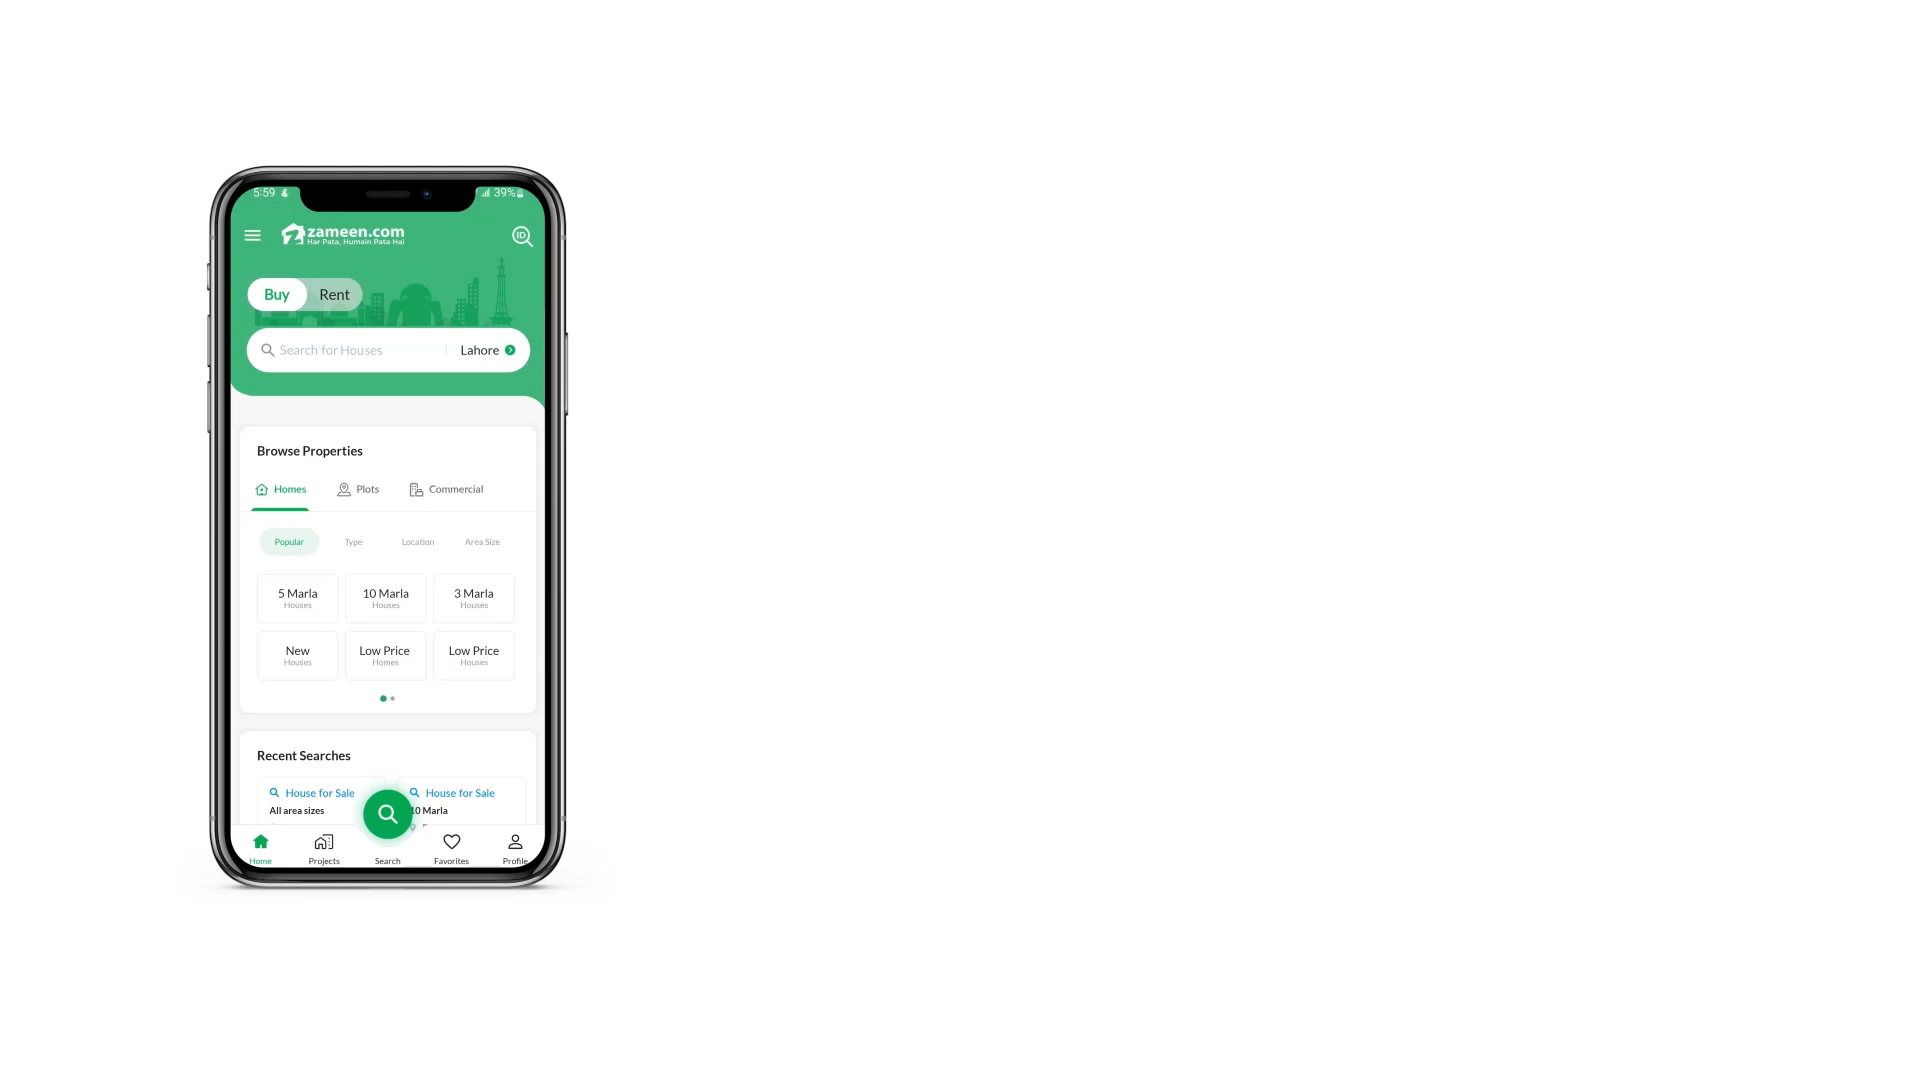 5:59 39%
zameen.com
Har Pata, Humain Pata Hai
ID
Buy Rent
Search for Houses Lahore
Browse Properties
Homes Plots Commercial
Popular Type Location Area Size
5 Marla 10 Marla 3 Marla
Houses Houses Houses
New Low Price Low Price
Houses Homes Houses
Recent Searches
House for Sale House for Sale
All area sizes 10 Marla
Home Projects Search Favorites Profile